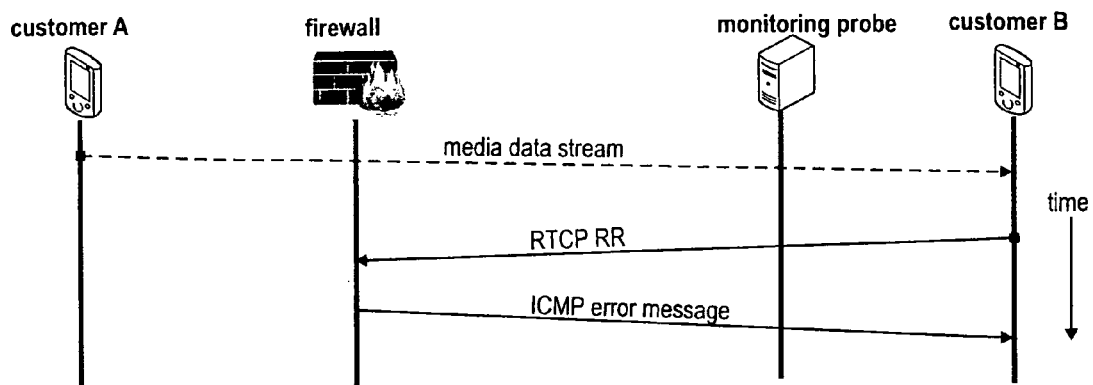 customer A
firewall
monitoring probe
customer B
media data stream
time
RTCP RR
ICMP error message